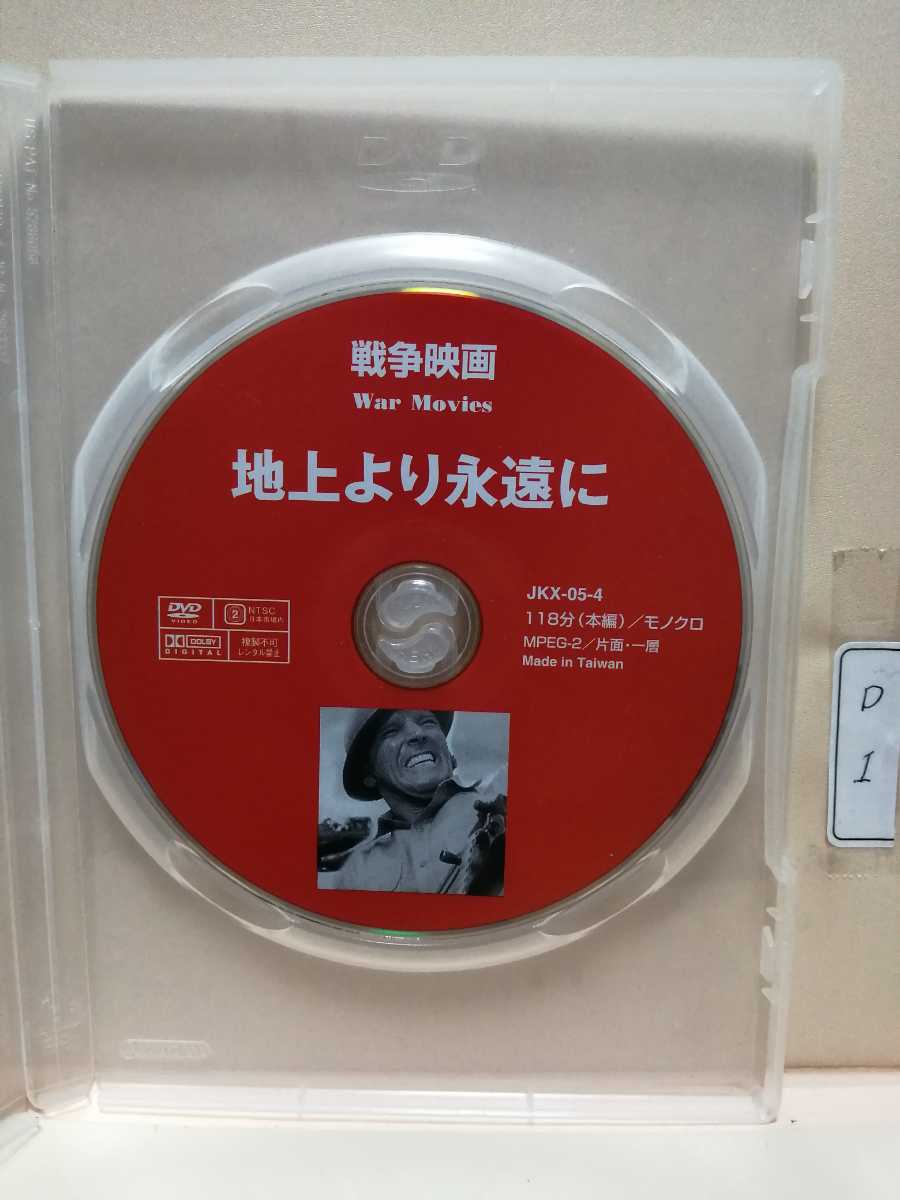 DVD
戦争映画
War Movies
地上より永遠に
DVD
VIDEO
2
NTSC
日本市場内
DOLBY
DIGITAL
複製不可
レンタル禁止
JKX-05-4
118分(本編)/モノクロ
MPEG-2/片面・一層
Made in Taiwan
D
I